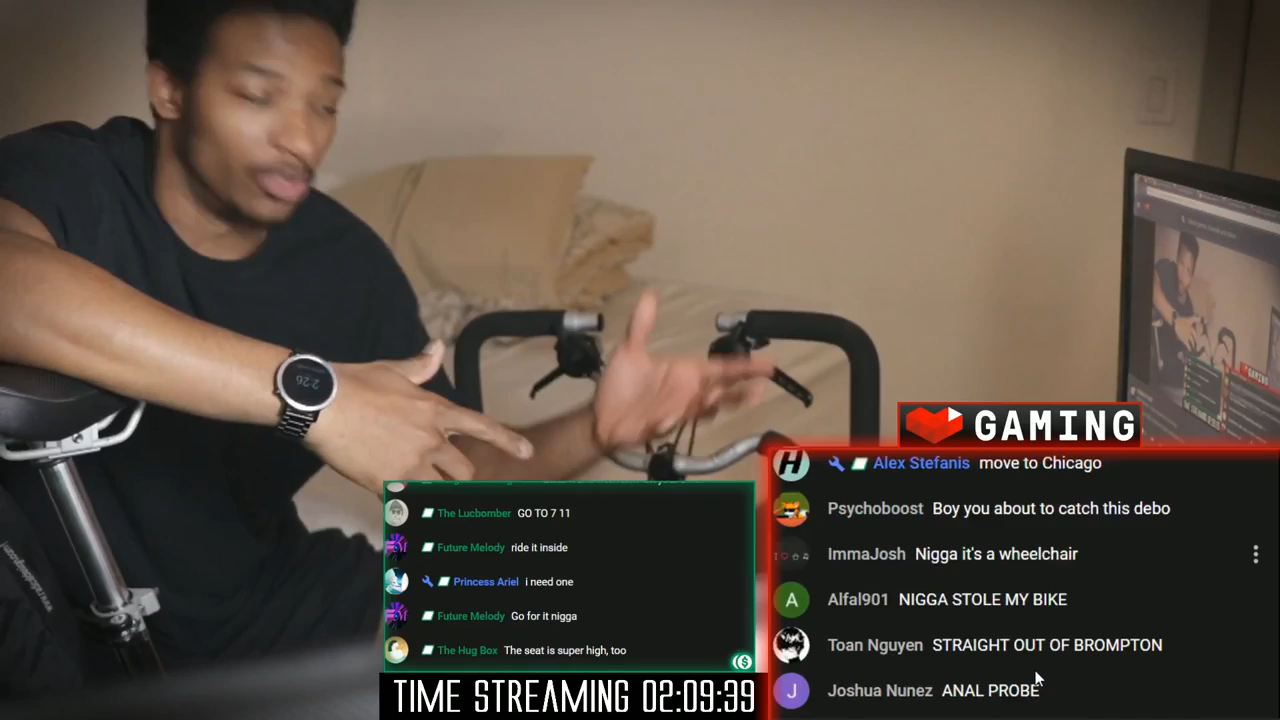 2:26
GAMING
Alex Stefanis move to Chicago
Psychoboost Boy you about to catch this debo
ImmaJosh Nigga it's a wheelchair
Alfal901 NIGGA STOLE MY BIKE
Toan Nguyen STRAIGHT OUT OF BROMPTON
Joshua Nunez ANAL PROBE
The Lucbomber GO TO 7 11
Future Melody ride it inside
Princess Ariel i need one
Future Melody Go for it nigga
The Hug Box The seat is super high, too
TIME STREAMING 02:09:39